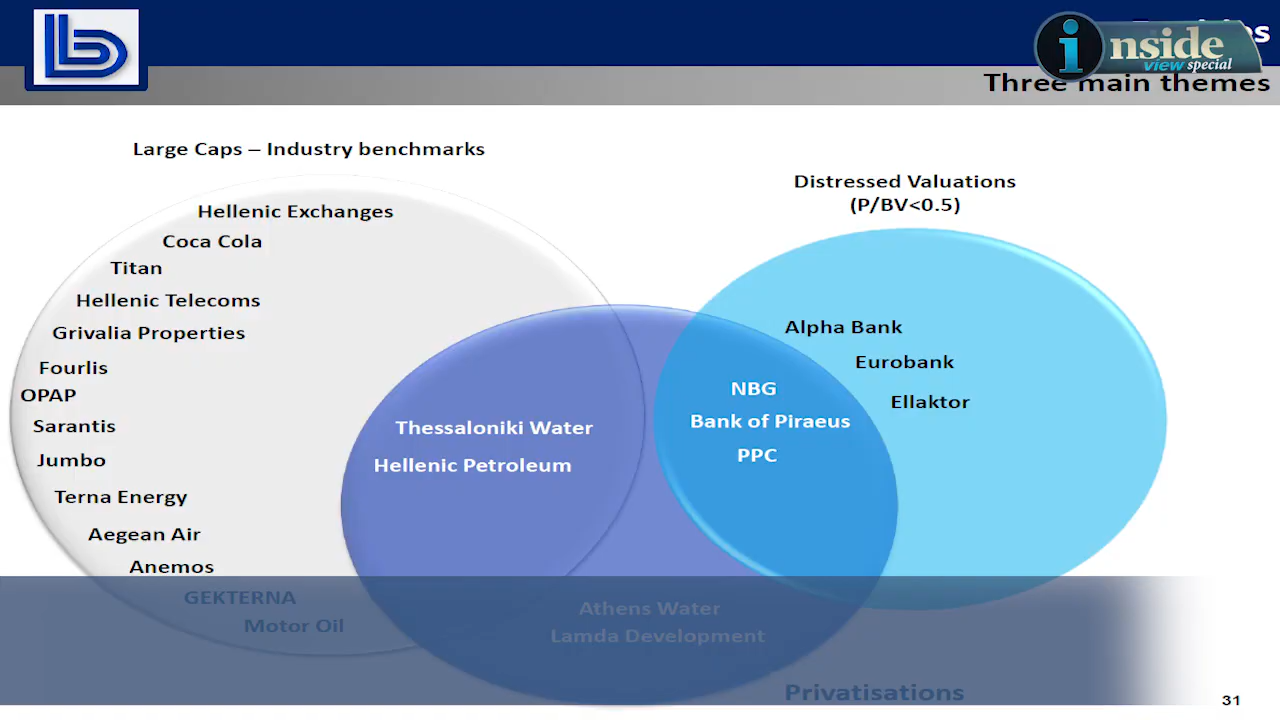 inside
view special
Three main themes
Large Caps – Industry benchmarks
Distressed Valuations
(P/BV<0.5)
Hellenic Exchanges
Coca Cola
Titan
Hellenic Telecoms
Grivalia Properties
Fourlis
OPAP
Sarantis
Jumbo
Terna Energy
Aegean Air
Anemos
GEKTERNA
Motor Oil
Thessaloniki Water
Hellenic Petroleum
NBG
Bank of Piraeus
PPC
Alpha Bank
Eurobank
Ellaktor
Athens Water
Lamda Development
Privatisations
31